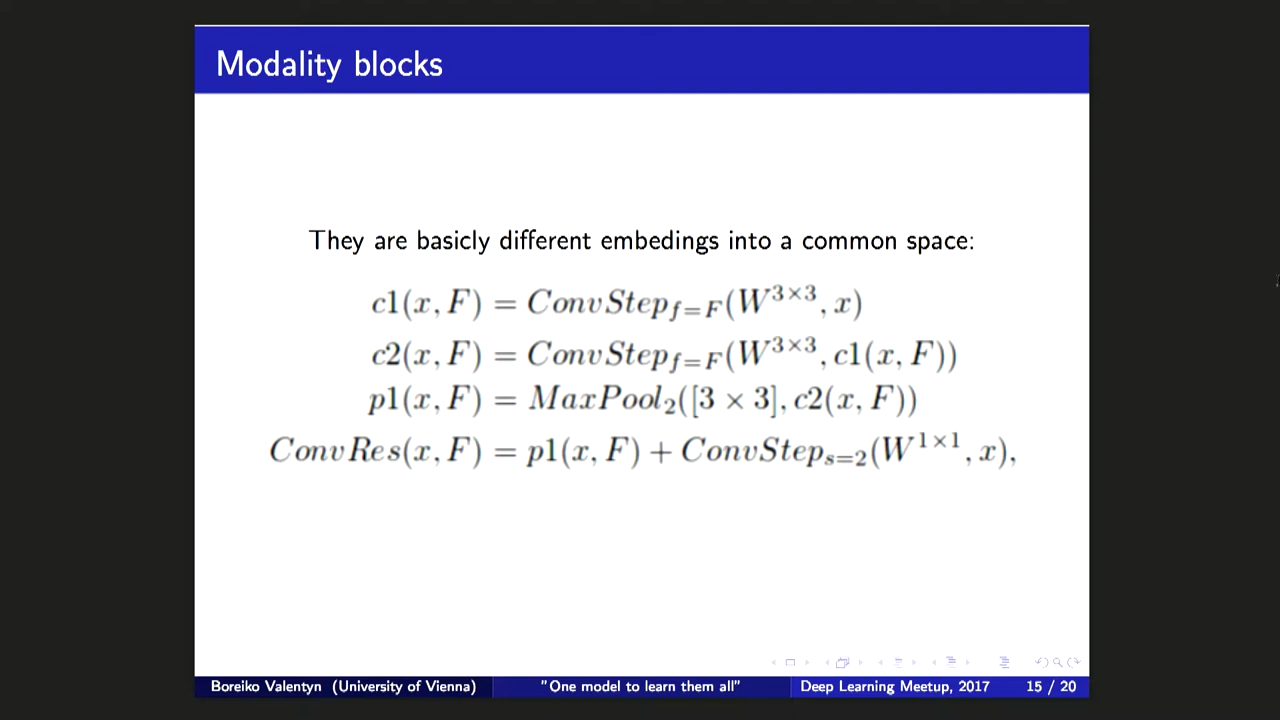 Modality blocks
They are basicly different embedings into a common space:
c1(x, F) = ConvStep_{f=F}(W^{3×3}, x)
c2(x, F) = ConvStep_{f=F}(W^{3×3}, c1(x, F))
p1(x, F) = MaxPool_2([3 × 3], c2(x, F))
ConvRes(x, F) = p1(x, F) + ConvStep_{s=2}(W^{1×1}, x),
Boreiko Valentyn (University of Vienna) "One model to learn them all" Deep Learning Meetup, 2017 15 / 20